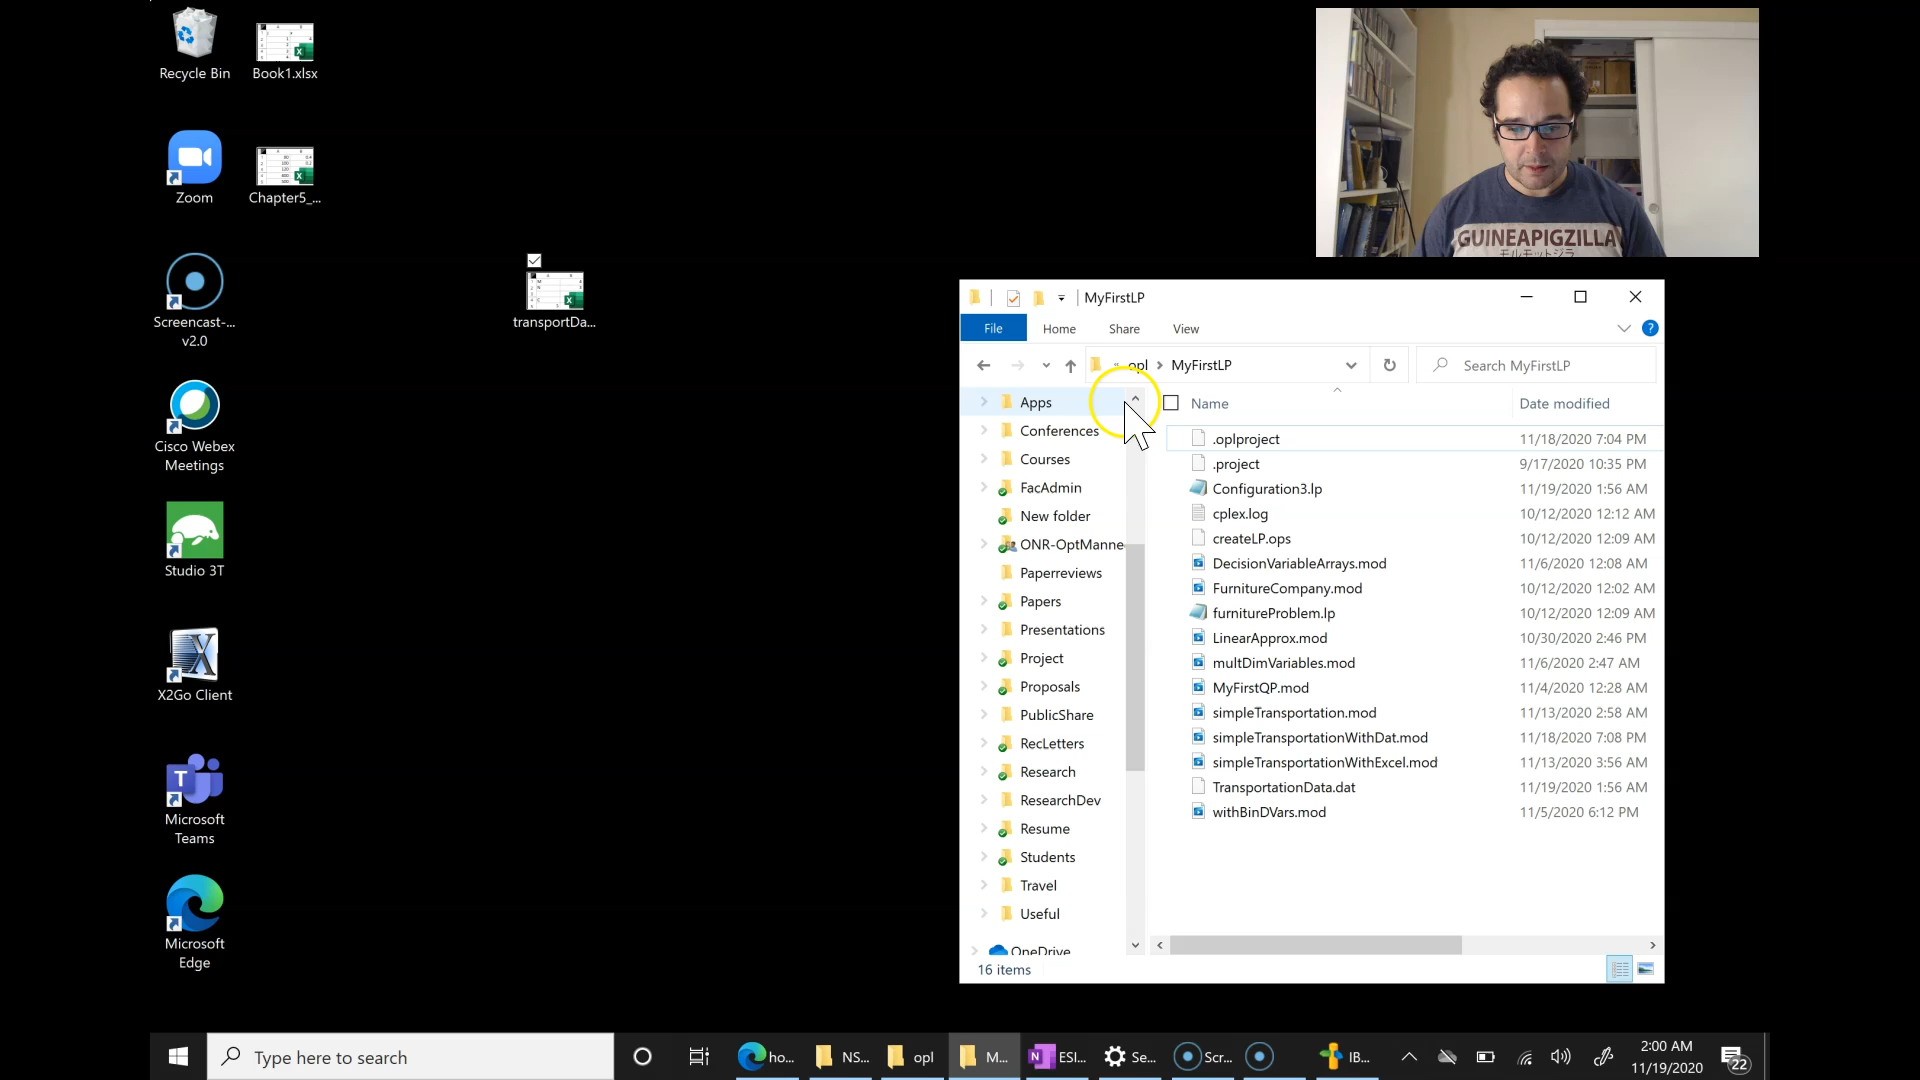 Recycle Bin
Book1.xlsx
Zoom
Chapter5_...
Screencast-...
v2.0
transportDa...
Cisco Webex
Meetings
Studio 3T
X2Go Client
Microsoft
Teams
Microsoft
Edge
GUINEAPIGZILLA
モルモットジラ
MyFirstLP
File
Home
Share
View
« opl > MyFirstLP
Search MyFirstLP
Apps
Conferences
Courses
FacAdmin
New folder
ONR-OptManne
Paperreviews
Papers
Presentations
Project
Proposals
PublicShare
RecLetters
Research
ResearchDev
Resume
Students
Travel
Useful
OneDrive
Name Date modified
.oplproject 11/18/2020 7:04 PM
.project 9/17/2020 10:35 PM
Configuration3.lp 11/19/2020 1:56 AM
cplex.log 10/12/2020 12:12 AM
createLP.ops 10/12/2020 12:09 AM
DecisionVariableArrays.mod 11/6/2020 12:08 AM
FurnitureCompany.mod 10/12/2020 12:02 AM
furnitureProblem.lp 10/12/2020 12:09 AM
LinearApprox.mod 10/30/2020 2:46 PM
multDimVariables.mod 11/6/2020 2:47 AM
MyFirstQP.mod 11/4/2020 12:28 AM
simpleTransportation.mod 11/13/2020 2:58 AM
simpleTransportationWithDat.mod 11/18/2020 7:08 PM
simpleTransportationWithExcel.mod 11/13/2020 3:56 AM
TransportationData.dat 11/19/2020 1:56 AM
withBinDVars.mod 11/5/2020 6:12 PM
16 items
Type here to search
ho...
NS...
opl
M...
ESI...
Se...
Scr...
IB...
2:00 AM
11/19/2020
22